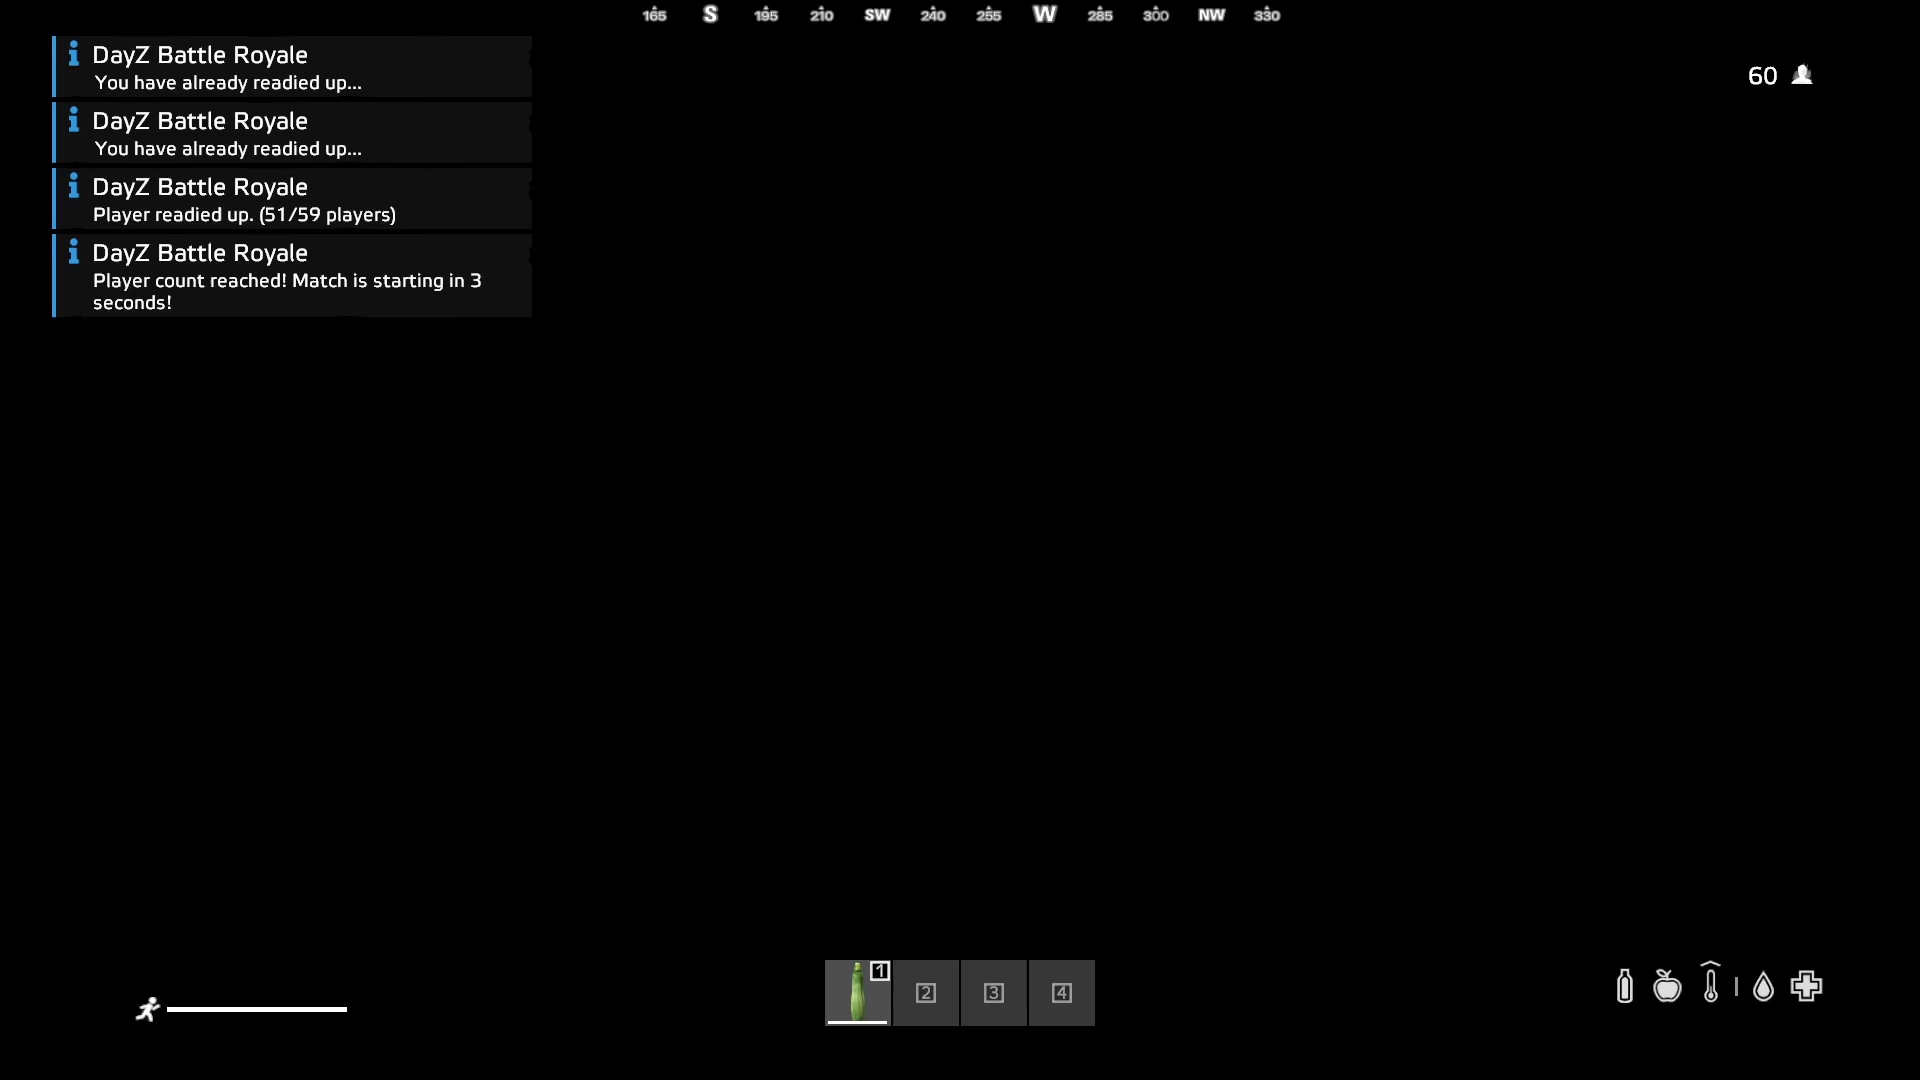 165 S 195 210 SW 240 255 W 285 300 NW 330
DayZ Battle Royale
You have already readied up...
60
DayZ Battle Royale
You have already readied up...
DayZ Battle Royale
Player readied up. (51/59 players)
DayZ Battle Royale
Player count reached! Match is starting in 3
seconds!
1 2 3 4